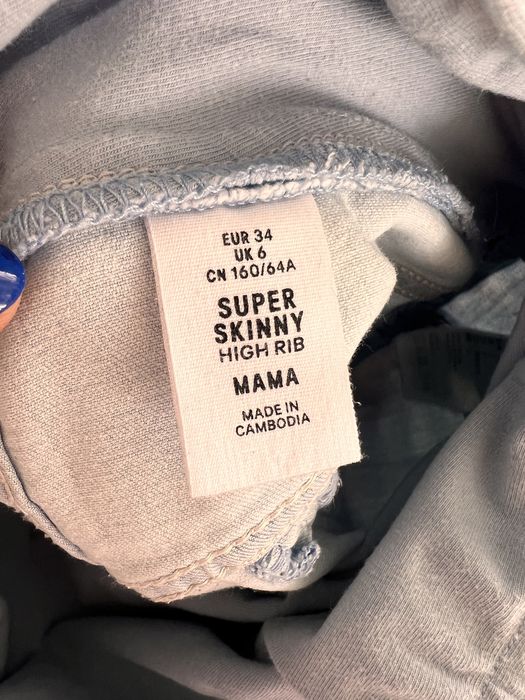 EUR 34
UK 6
CN 160/64A
SUPER
SKINNY
HIGH RIB
MAMA
MADE IN
CAMBODIA